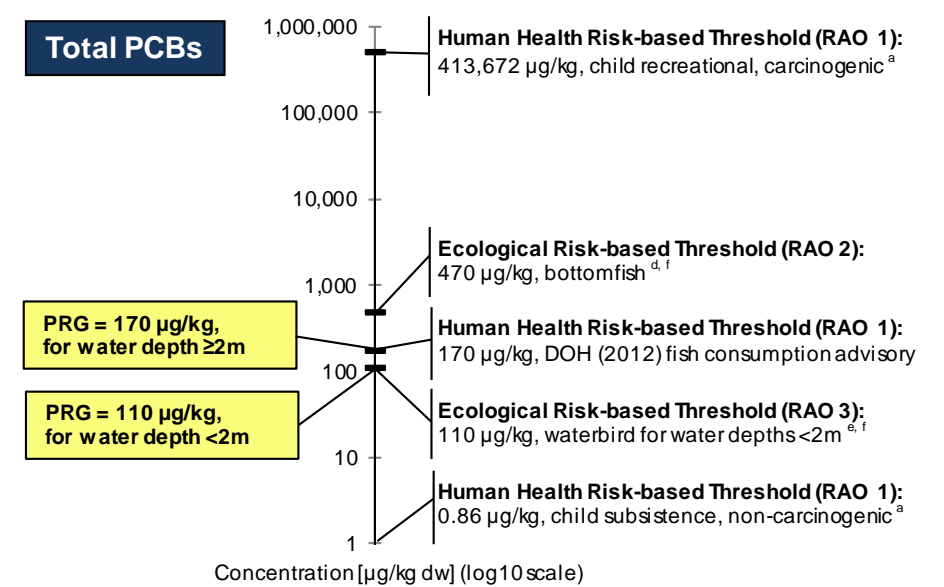 Total PCBs
1,000,000
100,000
10,000
1,000
100
10
1
Human Health Risk-based Threshold (RAO 1):
413,672 µg/kg, child recreational, carcinogenic a
Ecological Risk-based Threshold (RAO 2):
470 µg/kg, bottomfish d, f
PRG = 170 µg/kg,
for water depth ≥2m
Human Health Risk-based Threshold (RAO 1):
170 µg/kg, DOH (2012) fish consumption advisory
PRG = 110 µg/kg,
for water depth <2m
Ecological Risk-based Threshold (RAO 3):
110 µg/kg, waterbird for water depths <2m e, f
Human Health Risk-based Threshold (RAO 1):
0.86 µg/kg, child subsistence, non-carcinogenic a
Concentration [µg/kg dw] (log10 scale)